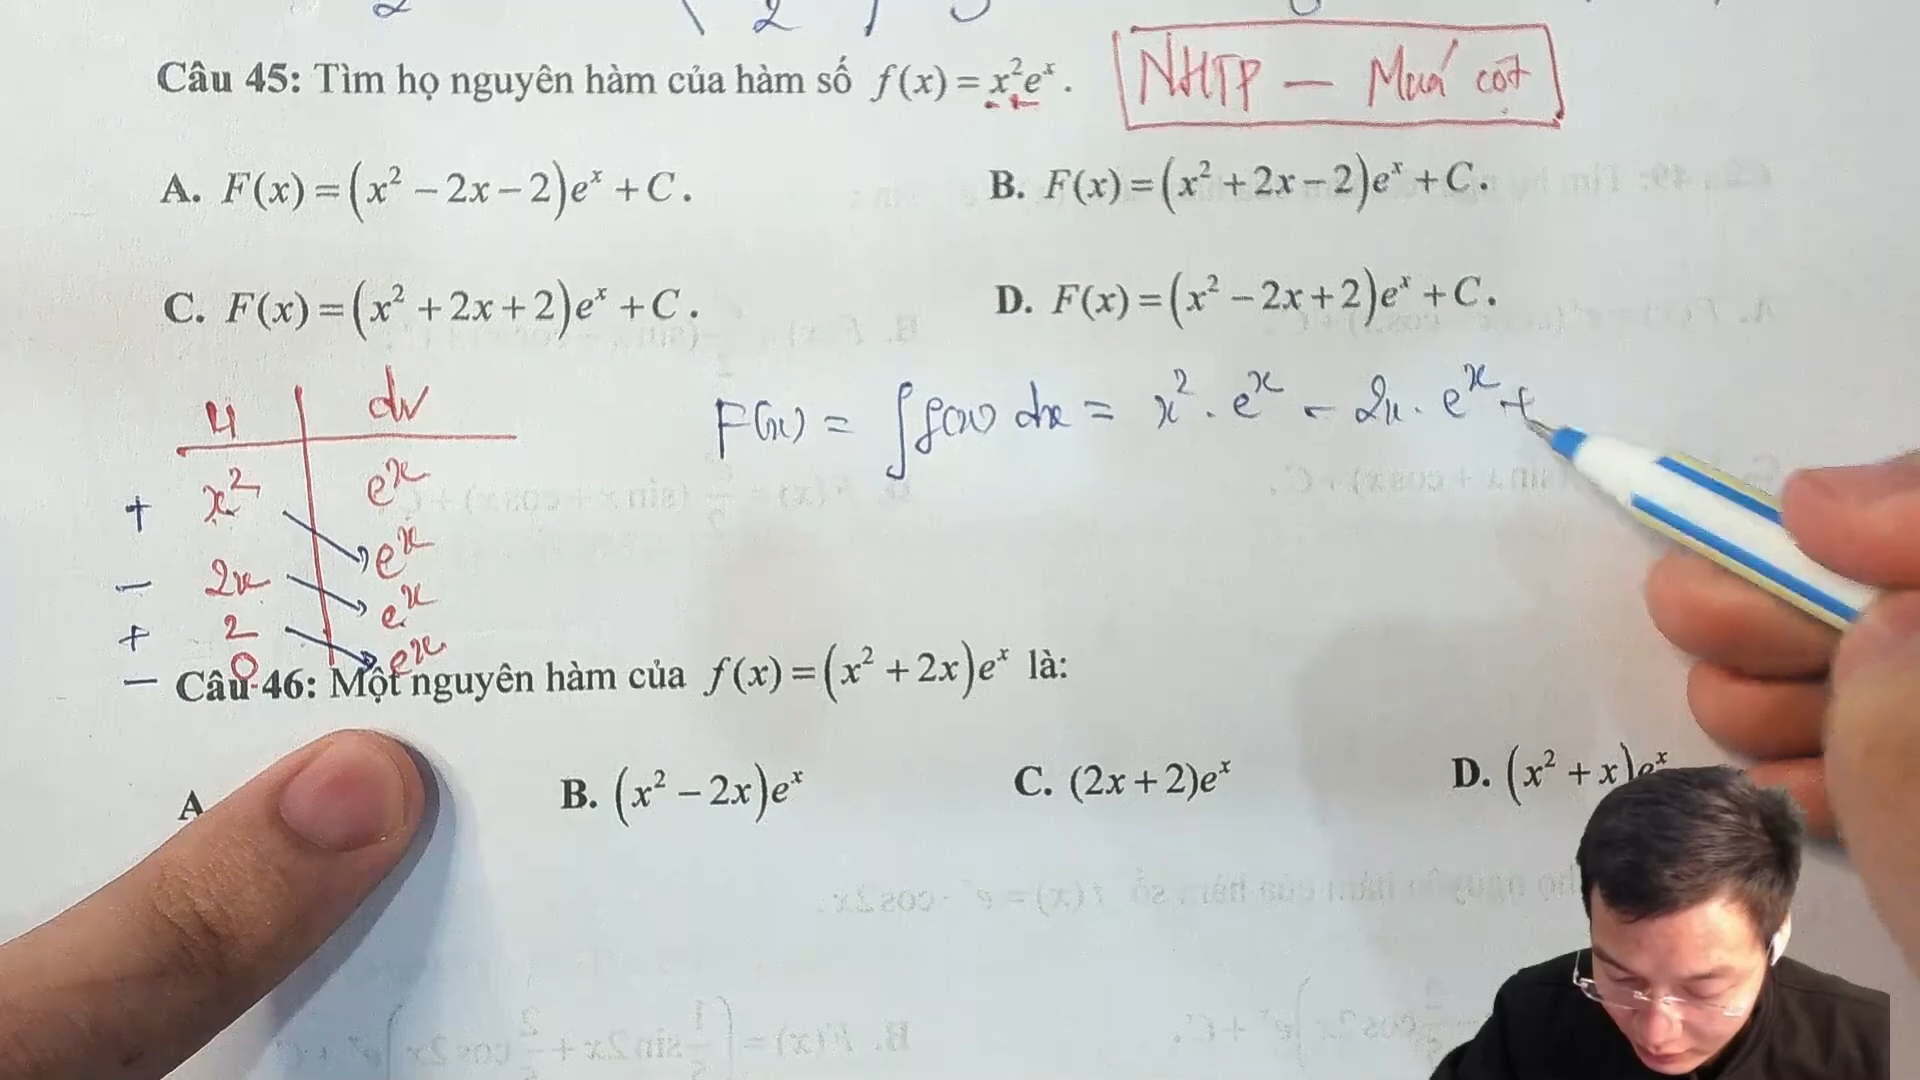 Câu 45: Tìm họ nguyên hàm của hàm số f(x) = x²eˣ. NHTP – Múa cột
A. F(x) = (x² − 2x − 2)eˣ + C. B. F(x) = (x² + 2x − 2)eˣ + C.
C. F(x) = (x² + 2x + 2)eˣ + C. D. F(x) = (x² − 2x + 2)eˣ + C.
u dv
F(x) = ∫f(x) dx = x² . eˣ − 2x . eˣ +
+ x² eˣ
− 2x eˣ
+ 2 eˣ
− 0 eˣ
Câu 46: Một nguyên hàm của f(x) = (x² + 2x)eˣ là:
A B. (x² − 2x)eˣ C. (2x + 2)eˣ D. (x² + x)eˣ